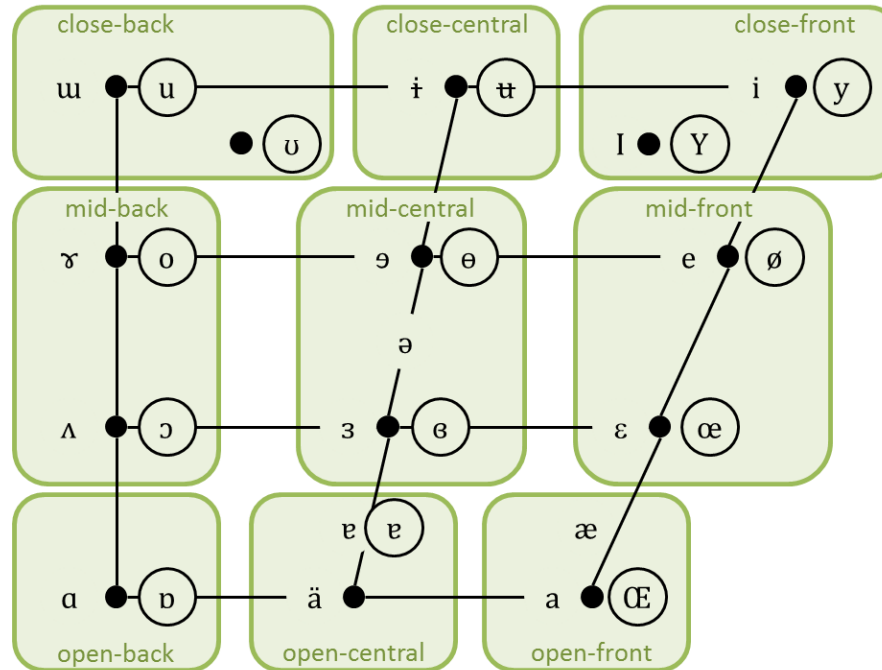 close-back close-central close-front
ɯ u ɨ ʉ i y
ʊ I Y
mid-back mid-central mid-front
ɤ o ɘ ɵ e ø
ə
ʌ ɔ ɜ ɞ ɛ œ
ɐ ɐ æ
ɑ ɒ ä a Œ
open-back open-central open-front